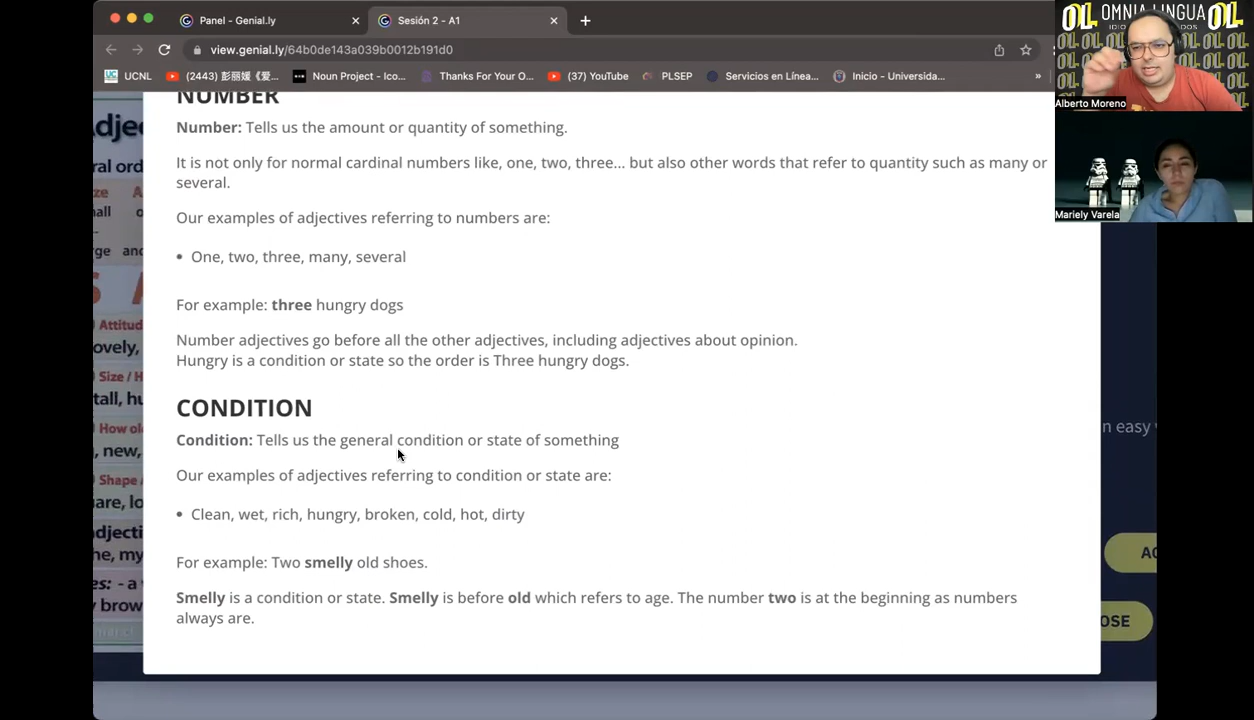 Panel - Genial.ly
Sesión 2 - A1
view.genial.ly/64b0de143a039b0012b191d0
UCNL
(2443) 彭丽媛《爱...
Noun Project - Ico...
Thanks For Your O...
(37) YouTube
PLSEP
Servicios en Línea...
Inicio - Universida...
»
OMNIA LINGUA
Alberto Moreno
Mariely Varela
NUMBER
Number: Tells us the amount or quantity of something.
It is not only for normal cardinal numbers like, one, two, three... but also other words that refer to quantity such as many or
several.
Our examples of adjectives referring to numbers are:
• One, two, three, many, several
For example: three hungry dogs
Number adjectives go before all the other adjectives, including adjectives about opinion.
Hungry is a condition or state so the order is Three hungry dogs.
CONDITION
Condition: Tells us the general condition or state of something
Our examples of adjectives referring to condition or state are:
• Clean, wet, rich, hungry, broken, cold, hot, dirty
For example: Two smelly old shoes.
Smelly is a condition or state. Smelly is before old which refers to age. The number two is at the beginning as numbers
always are.
n easy